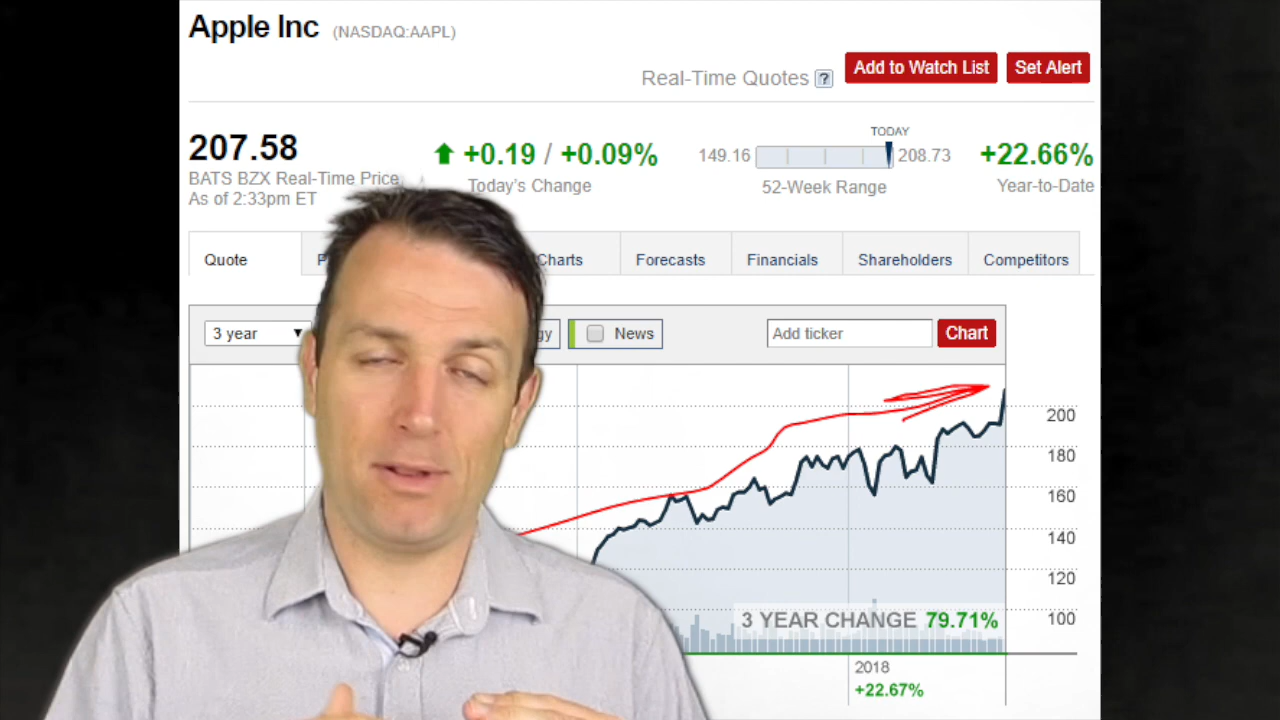 Apple Inc (NASDAQ:AAPL)
Real-Time Quotes ? Add to Watch List Set Alert
TODAY
207.58 +0.19 / +0.09% 149.16 208.73 +22.66%
BATS BZX Real-Time Price Today's Change 52-Week Range Year-to-Date
As of 2:33pm ET
Quote Charts Forecasts Financials Shareholders Competitors
3 year News Add ticker Chart
200
180
160
140
120
100
3 YEAR CHANGE 79.71%
2018
+22.67%